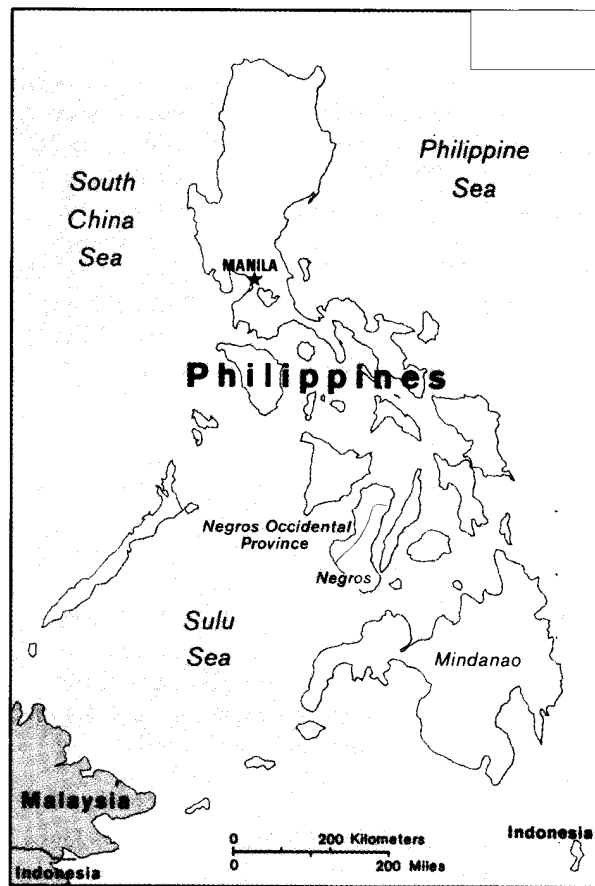 Philippine
Sea
South
China
Sea
MANILA
Philippines
Negros Occidental
Province
Negros
Sulu
Sea
Mindanao
Malaysia
Indonesia
0 200 Kilometers
0 200 Miles
Indonesia